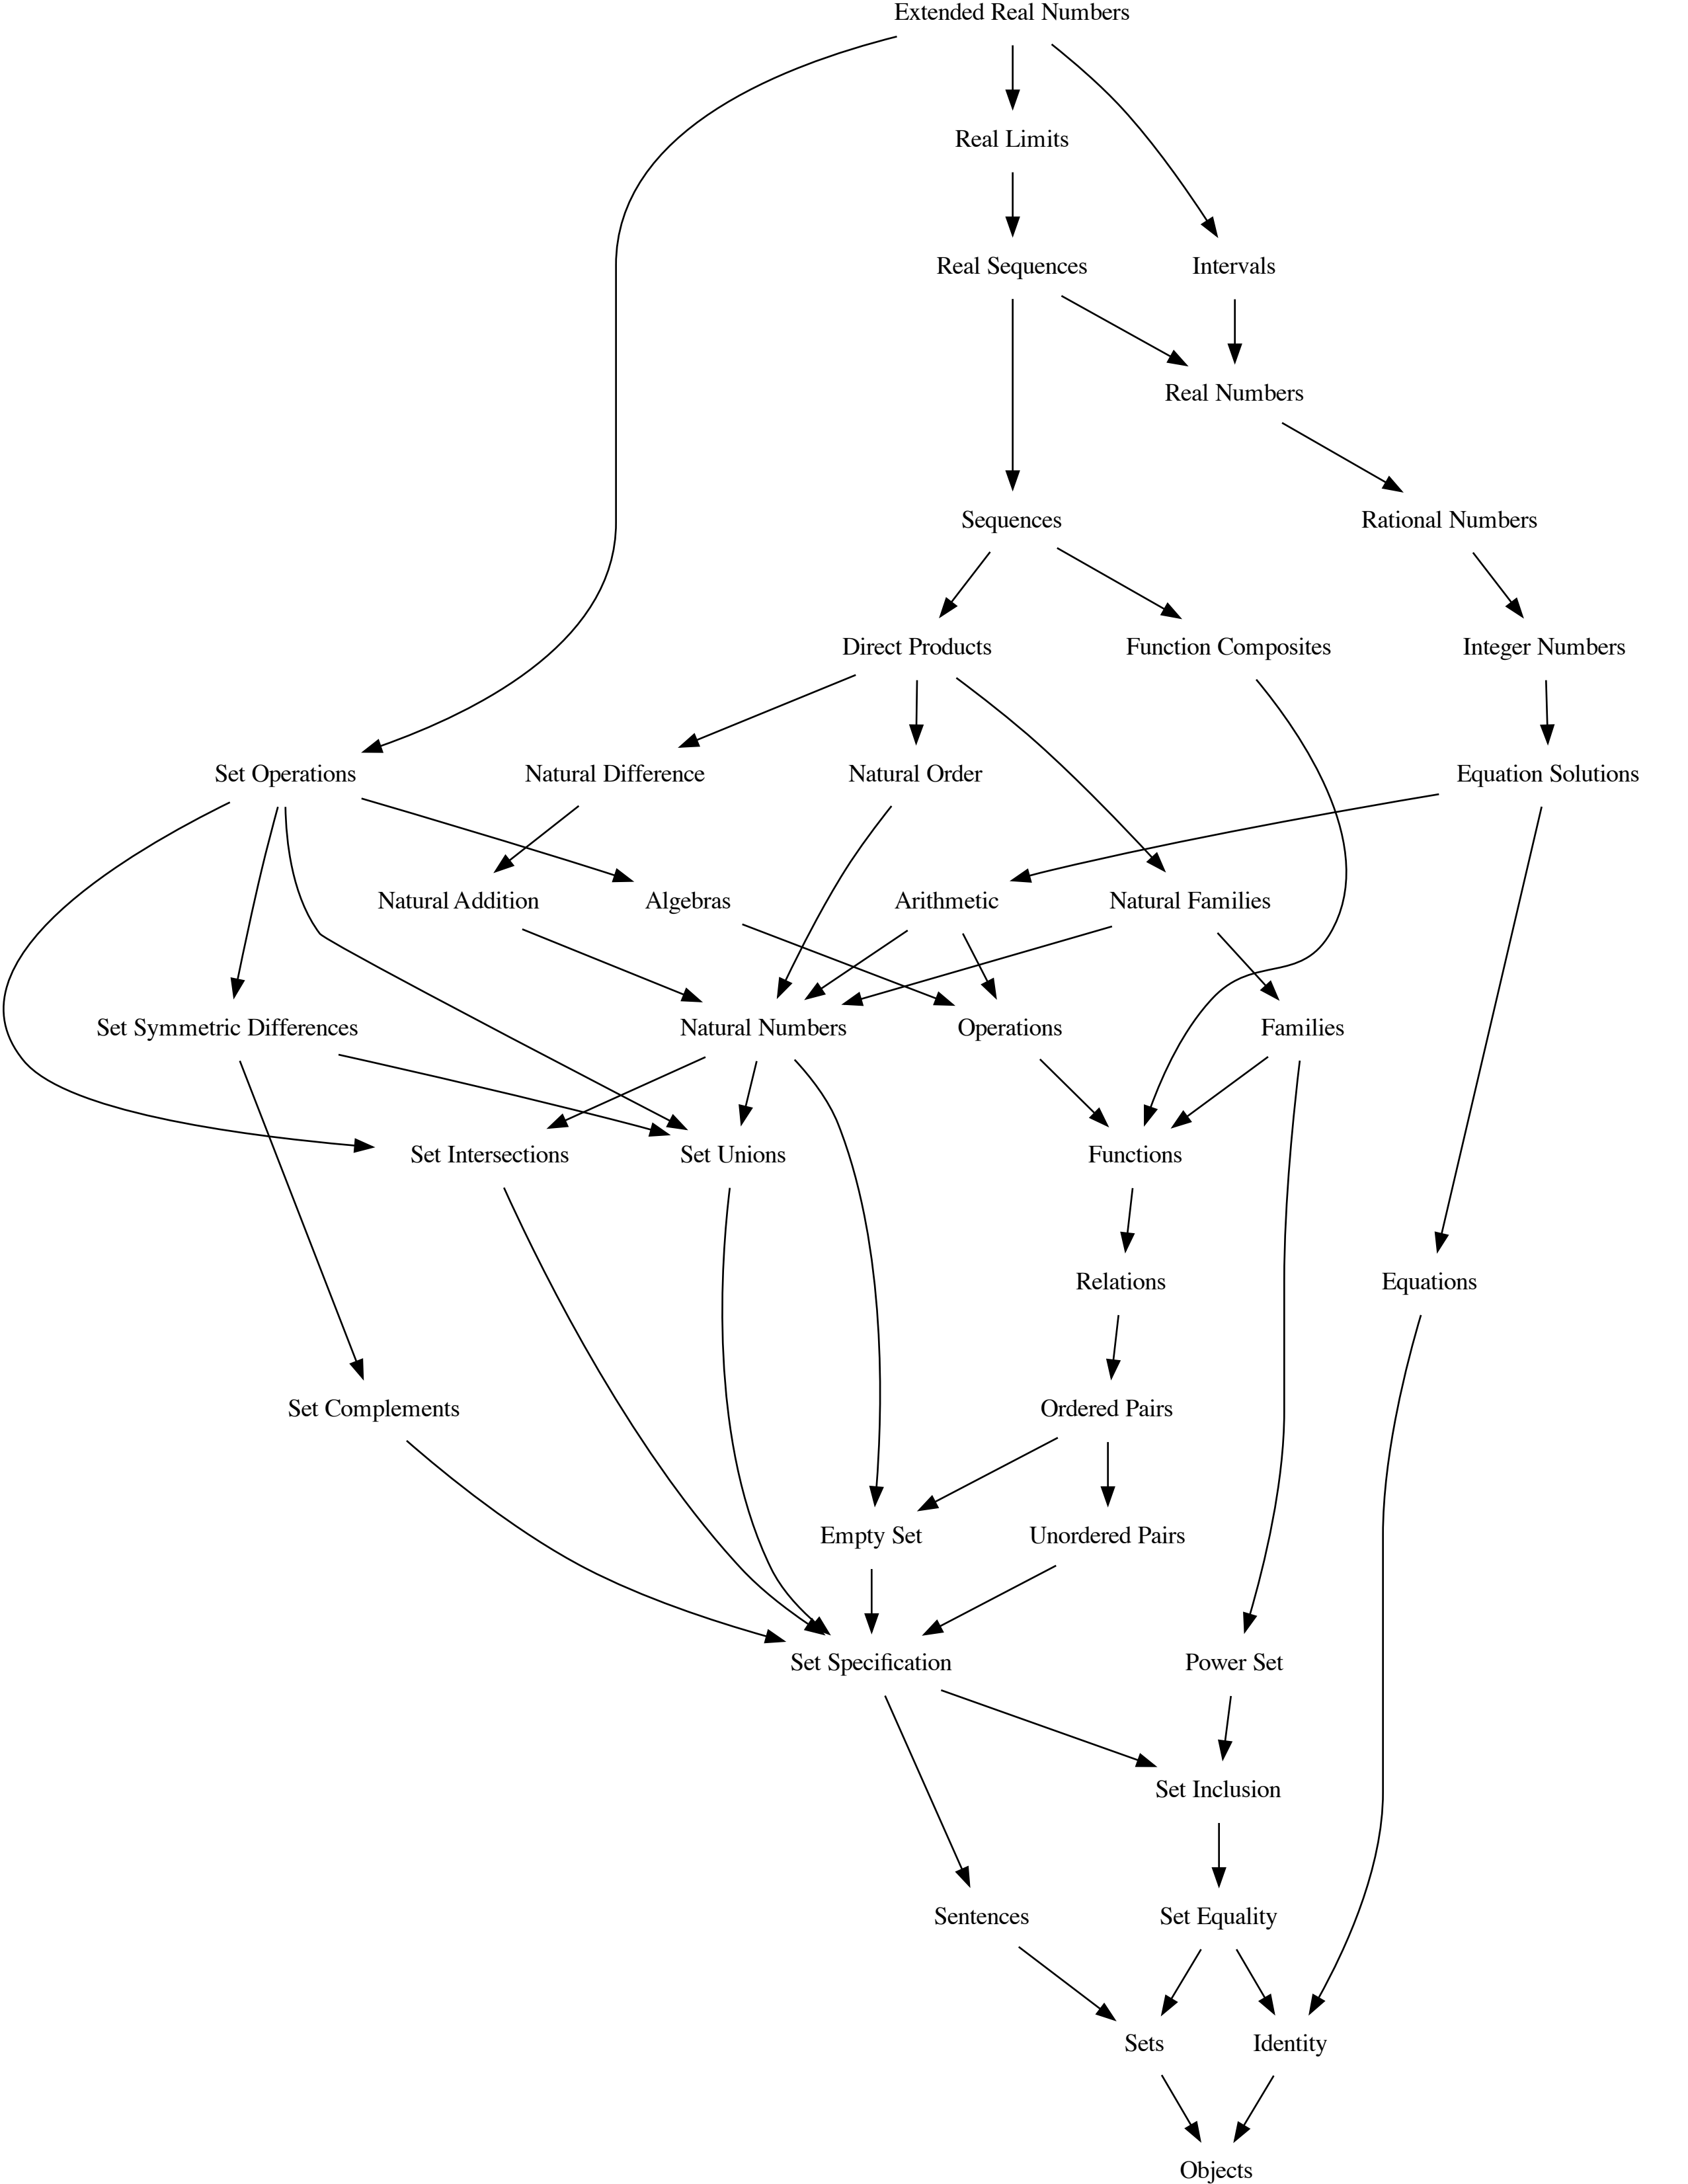 Extended Real Numbers
Real Limits
Real Sequences
Intervals
Real Numbers
Sequences
Rational Numbers
Direct Products
Function Composites
Integer Numbers
Set Operations
Natural Difference
Natural Order
Equation Solutions
Natural Addition
Algebras
Arithmetic
Natural Families
Set Symmetric Differences
Natural Numbers
Operations
Families
Set Intersections
Set Unions
Functions
Relations
Equations
Set Complements
Ordered Pairs
Empty Set
Unordered Pairs
Set Specification
Power Set
Set Inclusion
Sentences
Set Equality
Sets
Identity
Objects